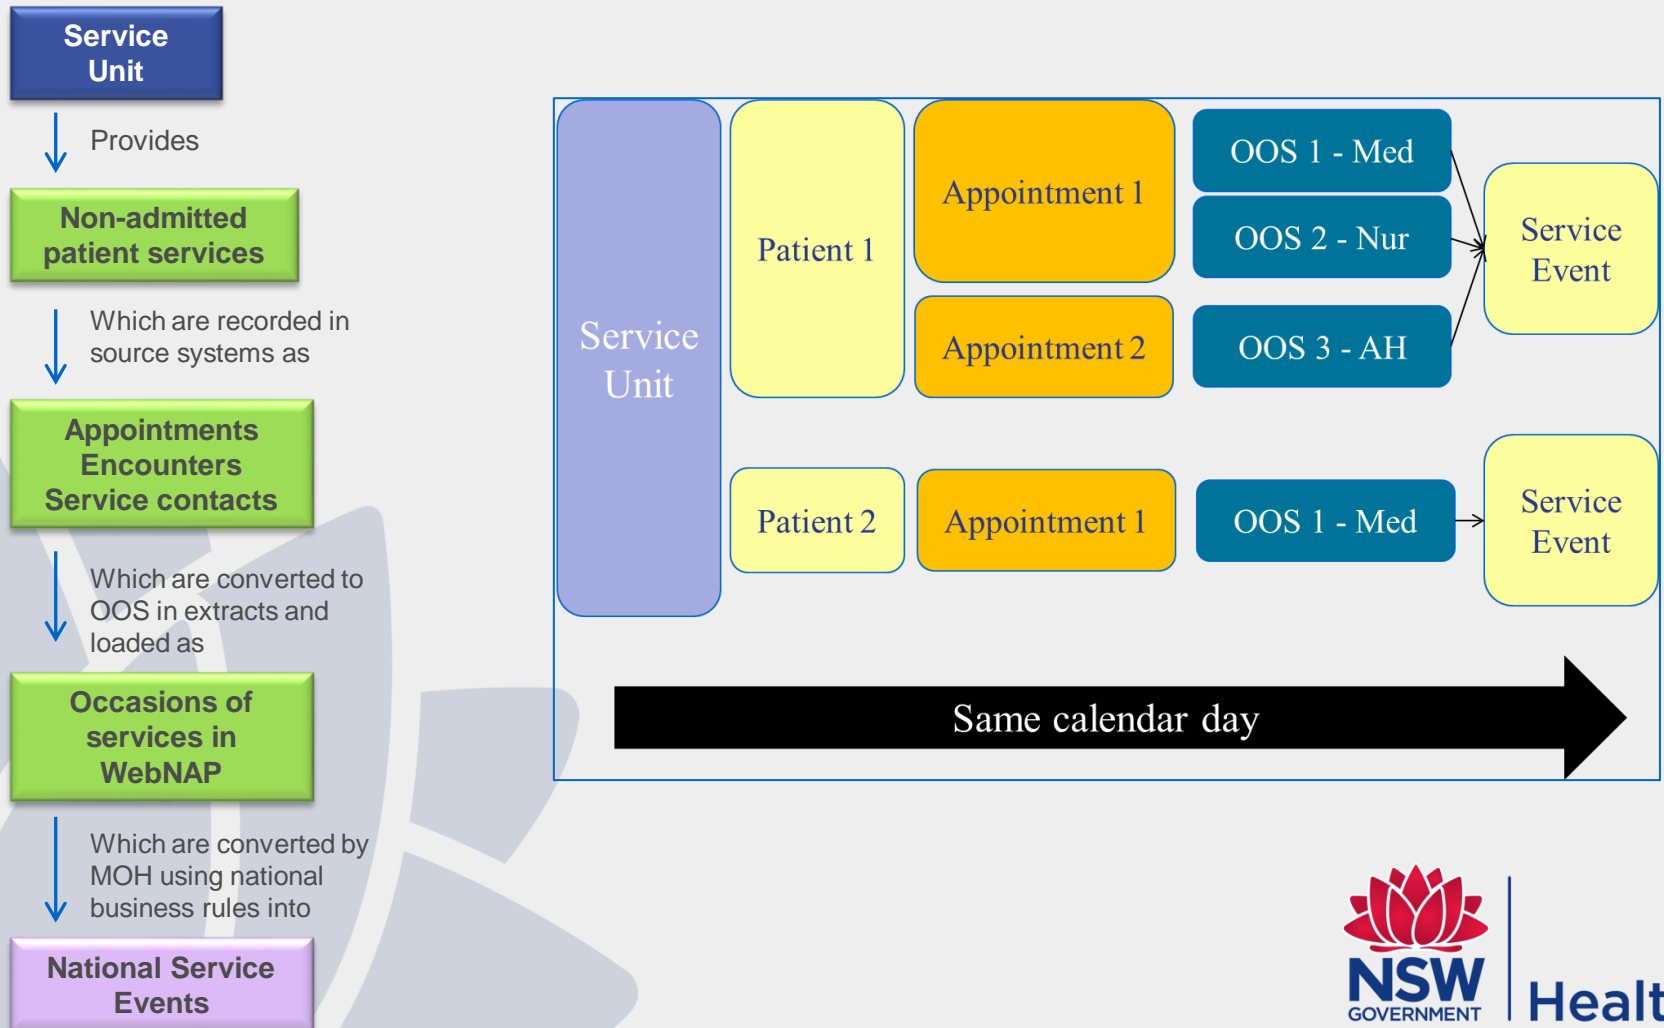 Service
Unit
Provides
Non-admitted
patient services
Which are recorded in
source systems as
Appointments
Encounters
Service contacts
Which are converted to
OOS in extracts and
loaded as
Occasions of
services in
WebNAP
Which are converted by
MOH using national
business rules into
National Service
Events
Service
Unit
Patient 1
Appointment 1
Appointment 2
OOS 1 - Med
OOS 2 - Nur
OOS 3 - AH
Service
Event
Patient 2
Appointment 1
OOS 1 - Med
Service
Event
Same calendar day
NSW
GOVERNMENT
Healt